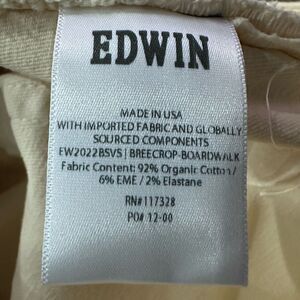 EDWIN
MADE IN USA
WITH IMPORTED FABRIC AND GLOBALLY
SOURCED COMPONENTS
EW2022BSVS | BREECROP-BOARDWALK
Fabric Content: 92% Organic Cotton /
6% EME / 2% Elastane
RN#117328
PO# 12-00